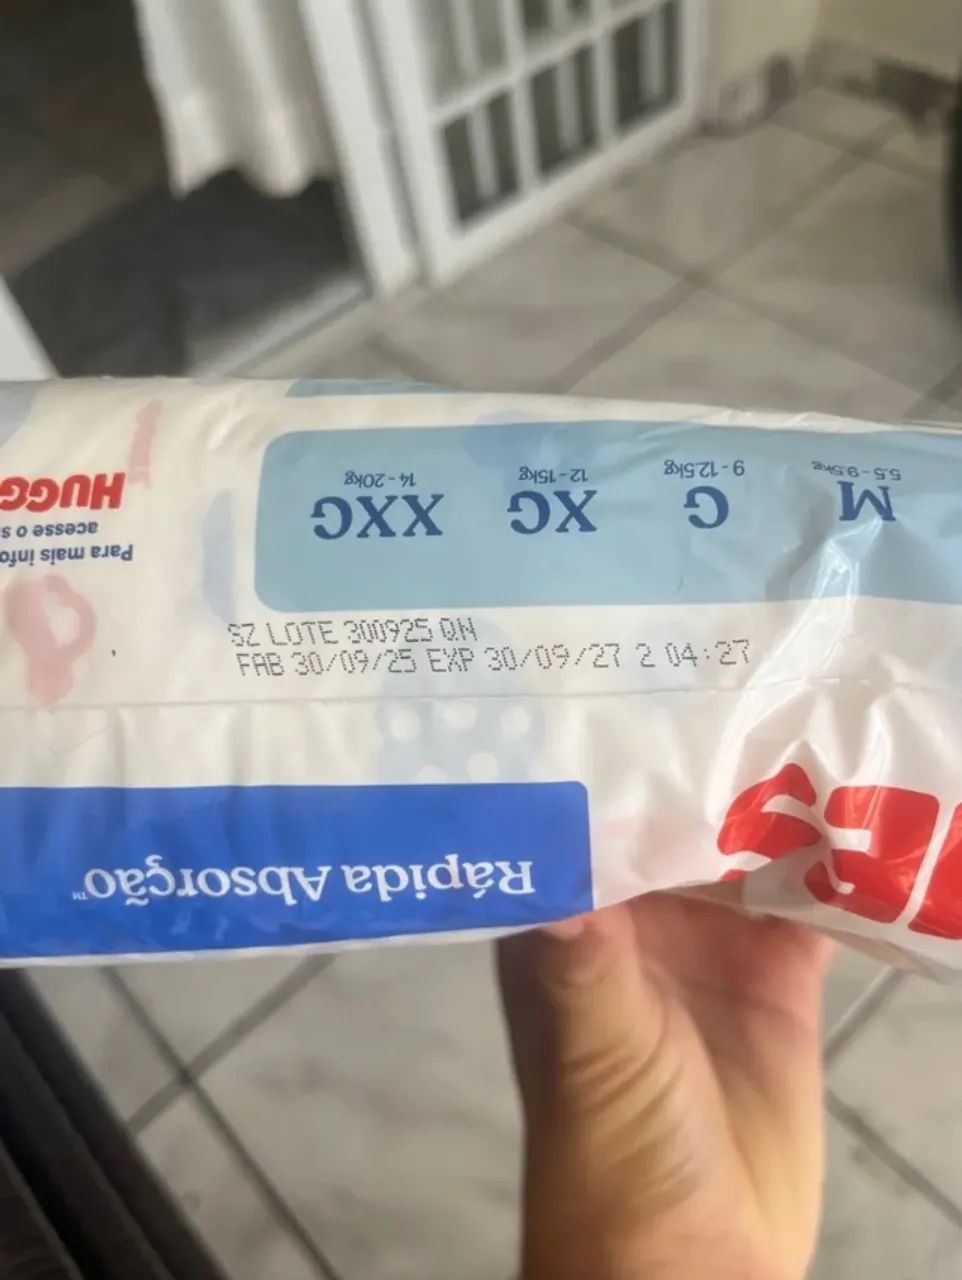 SZ LOTE 300925 QN
FAB 30/09/25 EXP 30/09/27 2 04:27
Rápida Absorção™
M G XG XXG
5.5 - 9.5kg 9 - 12.5kg 12 - 15kg 14 - 20kg
Para mais
acesse o
HUGG
ES